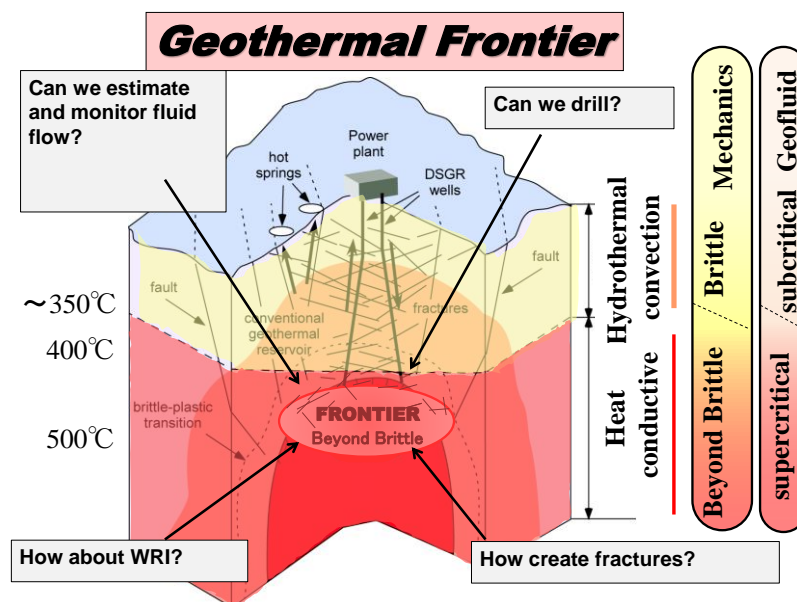 Geothermal Frontier
Can we estimate
and monitor fluid
flow?
Can we drill?
Power
plant
hot
springs
DSGR
wells
fault
fault
conventional
geothermal
reservoir
fractures
brittle-plastic
transition
FRONTIER
Beyond Brittle
~350℃
400℃
500℃
Hydrothermal
convection
Heat
conductive
Mechanics
Brittle
Beyond Brittle
Geofluid
subcritical
supercritical
How about WRI?
How create fractures?